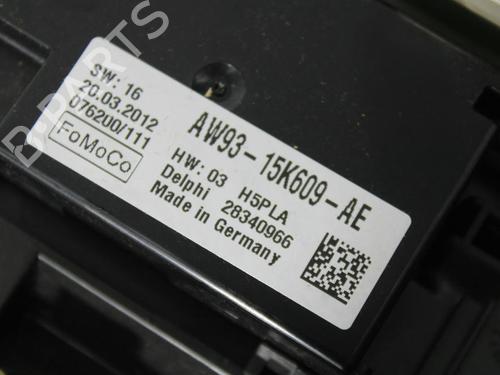 SW: 16
20.03.2012
076200/111
FoMoCo
AW93-15K609-AE
HW: 03 H5PLA
Delphi 28340966
Made in Germany